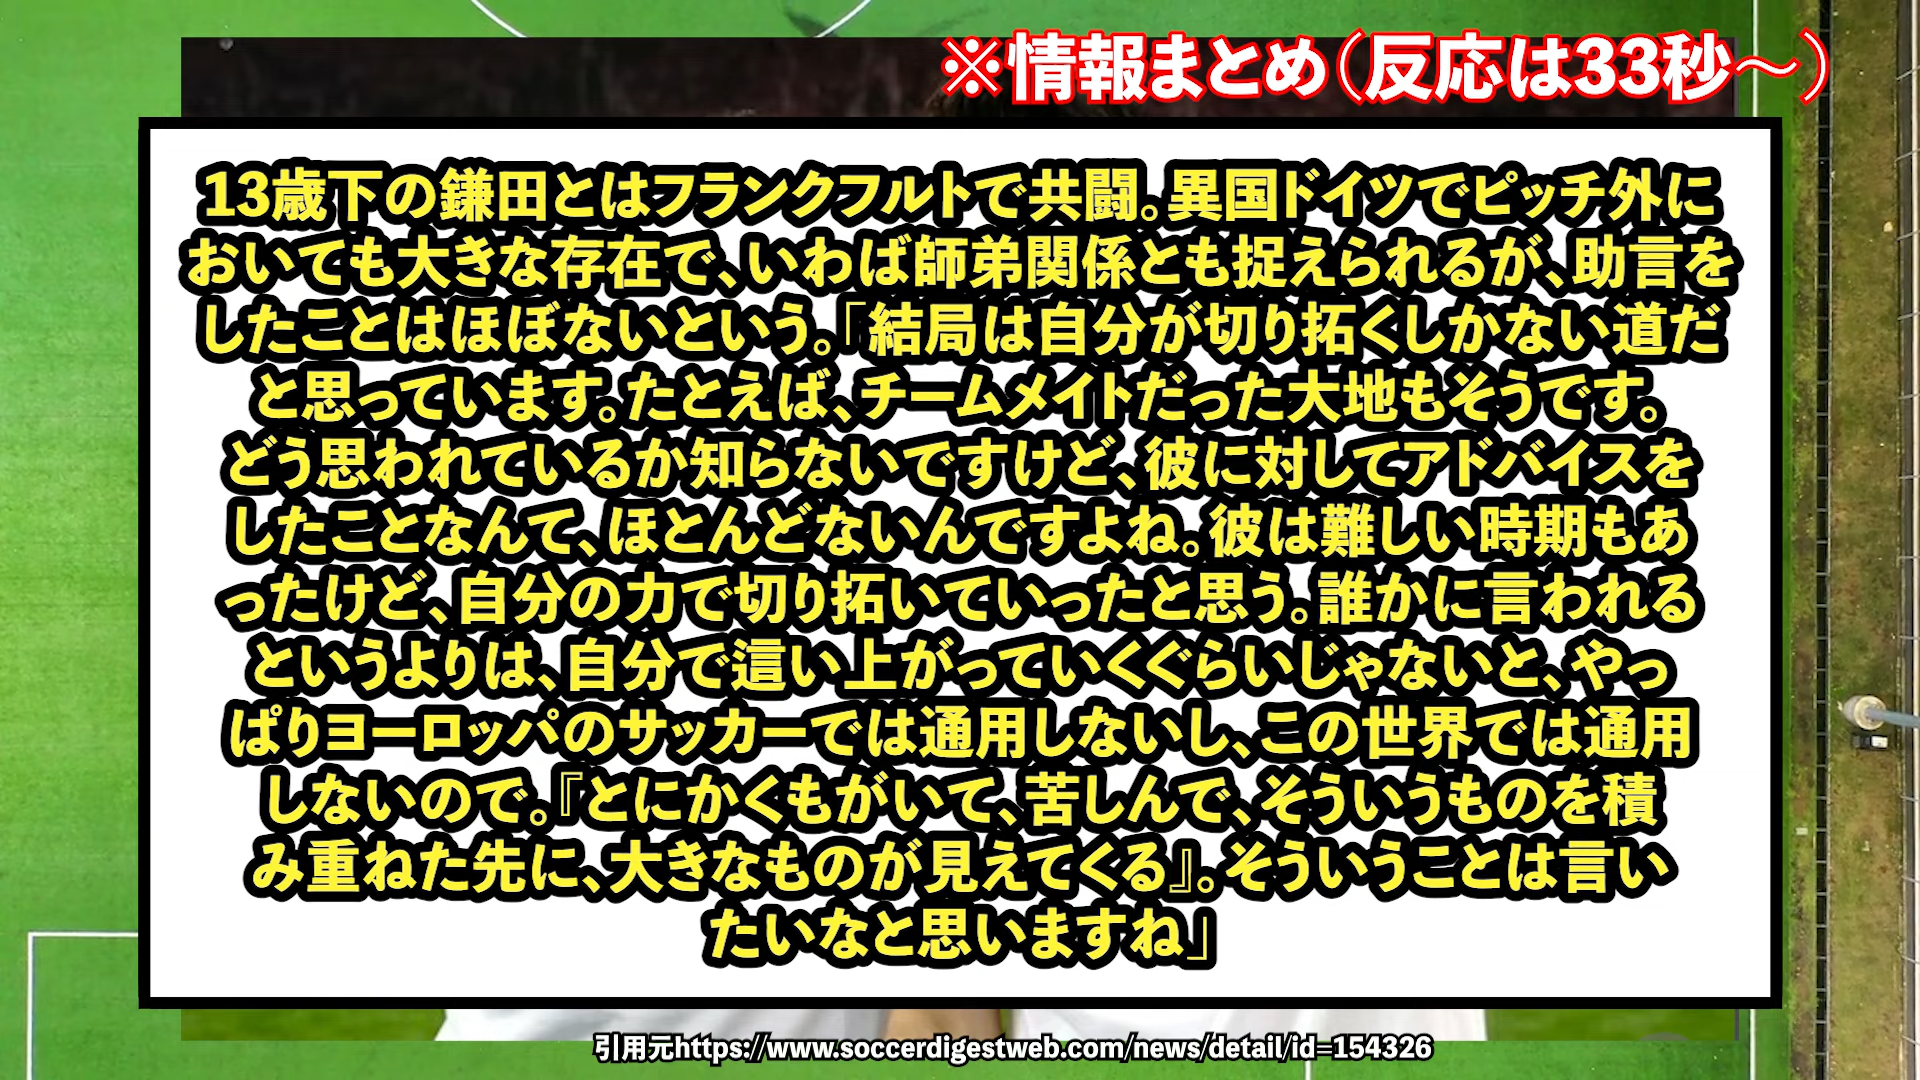 ※情報まとめ（反応は33秒～）
13歳下の鎌田とはフランクフルトで共闘。異国ドイツでピッチ外に
おいても大きな存在で、いわば師弟関係とも捉えられるが、助言を
したことはほぼないという。「結局は自分が切り拓くしかない道だ
と思っています。たとえば、チームメイトだった大地もそうです。
どう思われているか知らないですけど、彼に対してアドバイスを
したことなんて、ほとんどないんですよね。彼は難しい時期もあ
ったけど、自分の力で切り拓いていったと思う。誰かに言われる
というよりは、自分で這い上がっていくぐらいじゃないと、やっ
ぱりヨーロッパのサッカーでは通用しないし、この世界では通用
しないので。『とにかくもがいて、苦しんで、そういうものを積
み重ねた先に、大きなものが見えてくる』。そういうことは言い
たいなと思いますね」
引用元https://www.soccerdigestweb.com/news/detail/id=154326